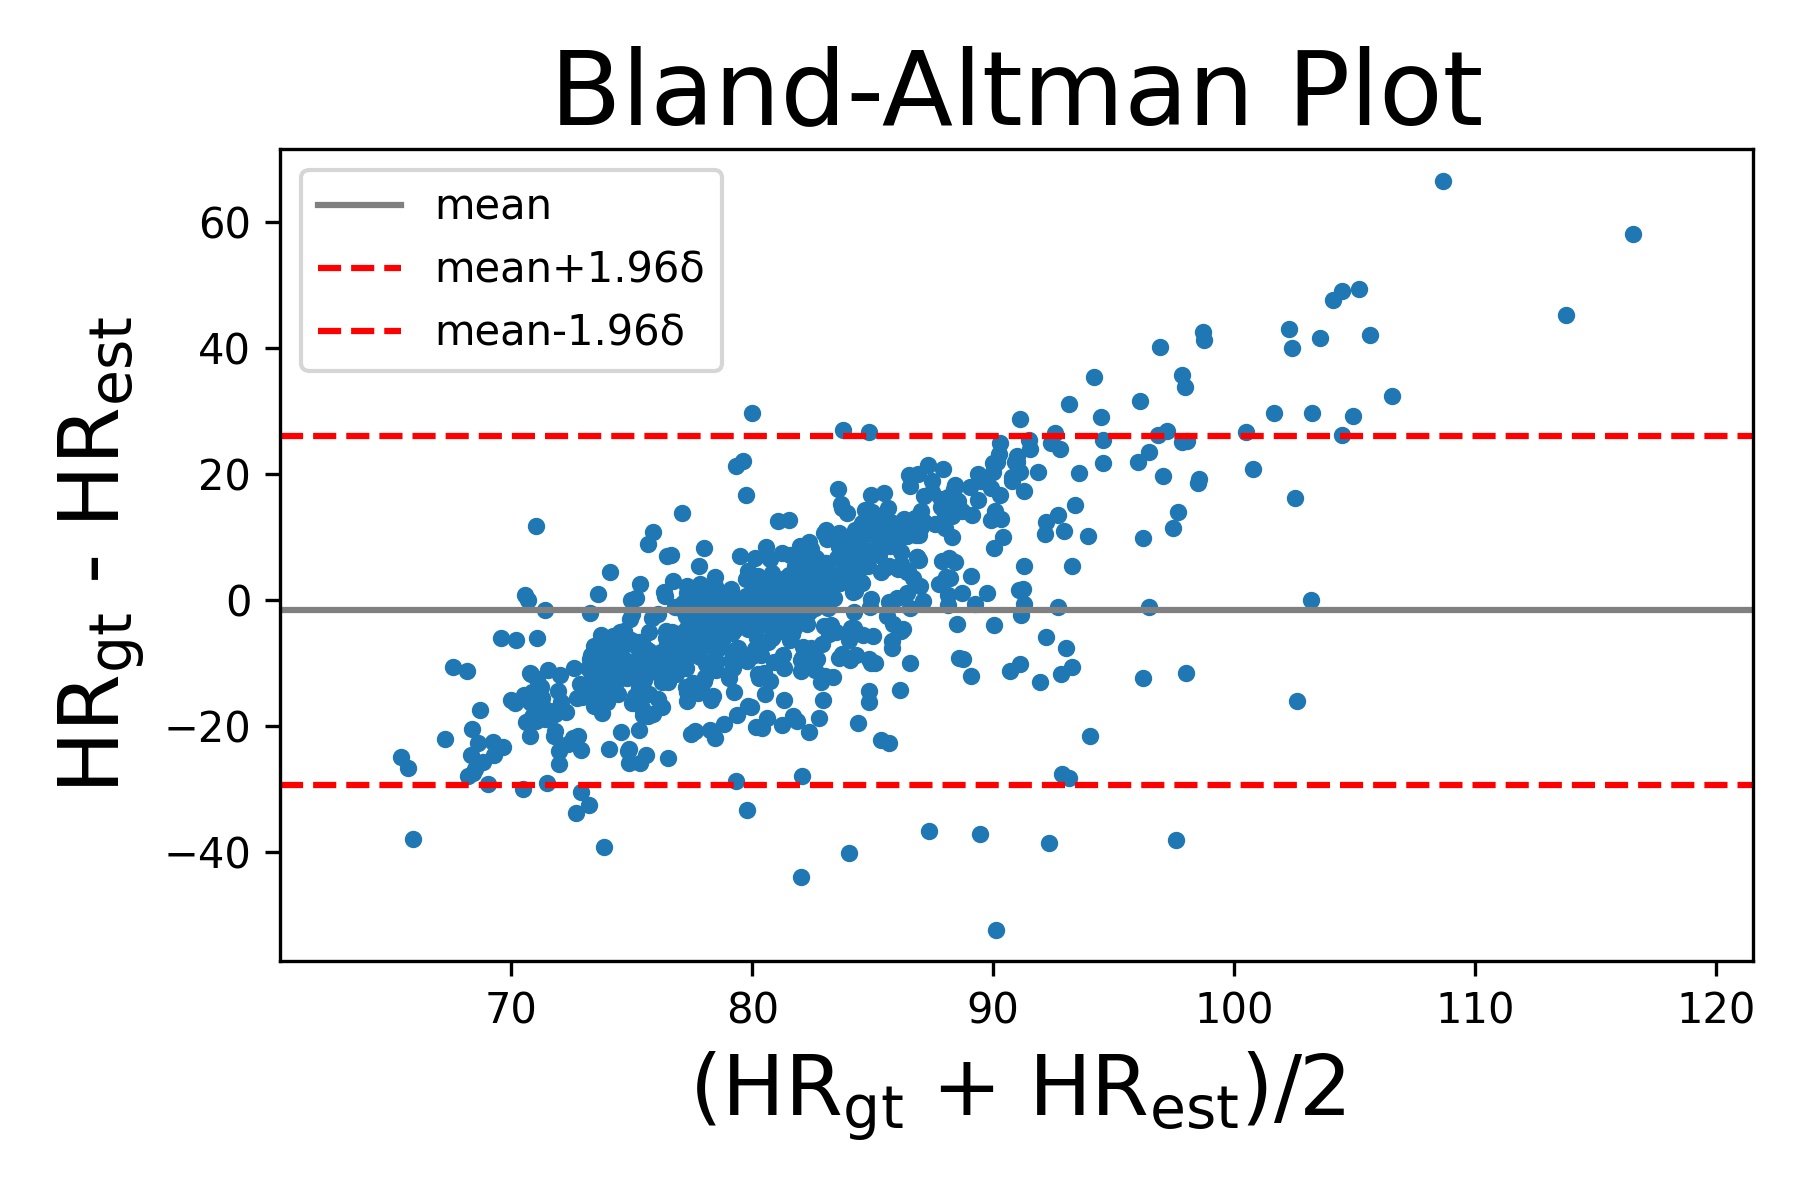 Bland-Altman Plot
mean
mean+1.96δ
mean-1.96δ
HRgt - HRest
60
40
20
0
−20
−40
70 80 90 100 110 120
(HRgt + HRest)/2